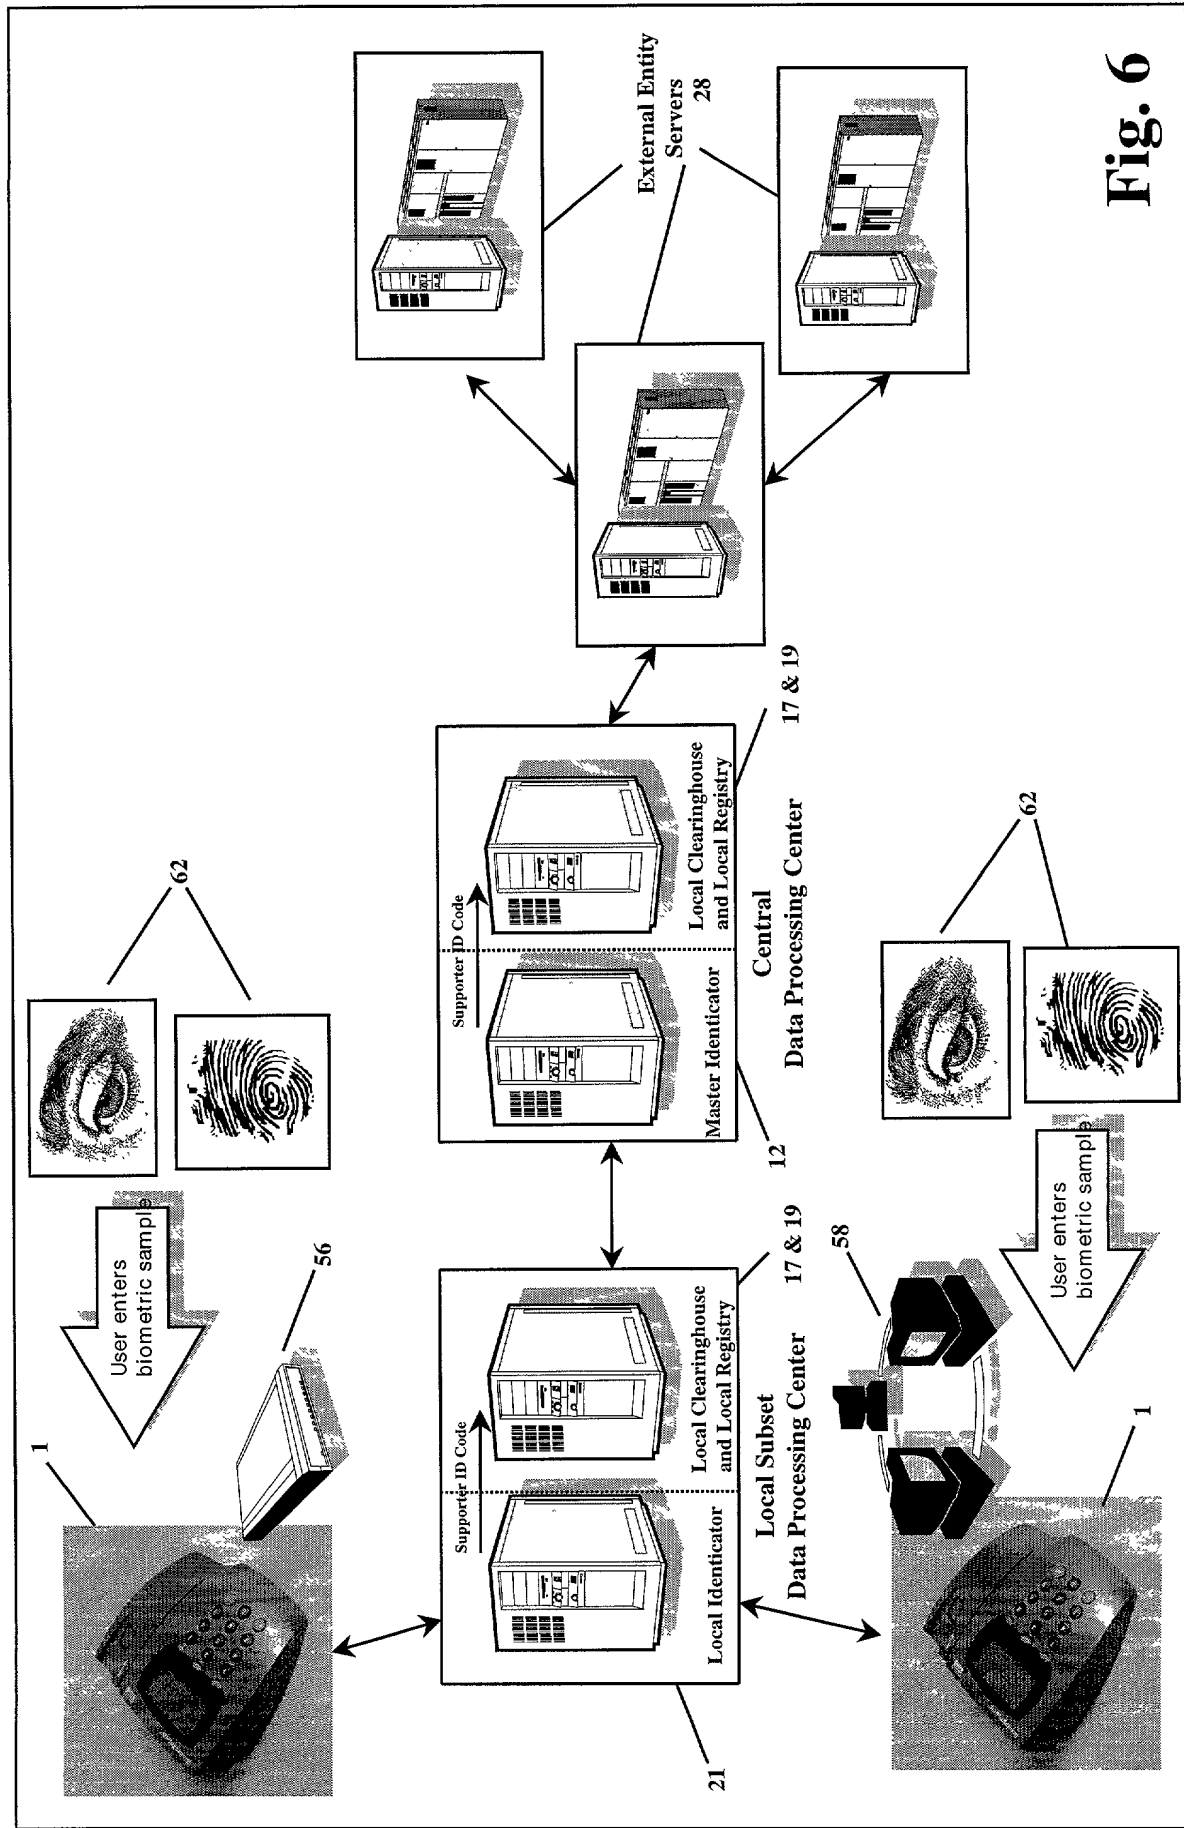 1
User enters
biometric sample
62
56
Supporter ID Code
Local Identicator
Local Clearinghouse
and Local Registry
Local Subset
Data Processing Center
21
17 & 19
Supporter ID Code
Master Identicator
Local Clearinghouse
and Local Registry
Central
Data Processing Center
12
17 & 19
External Entity
Servers
28
58
1
User enters
biometric sample
62
Fig. 6